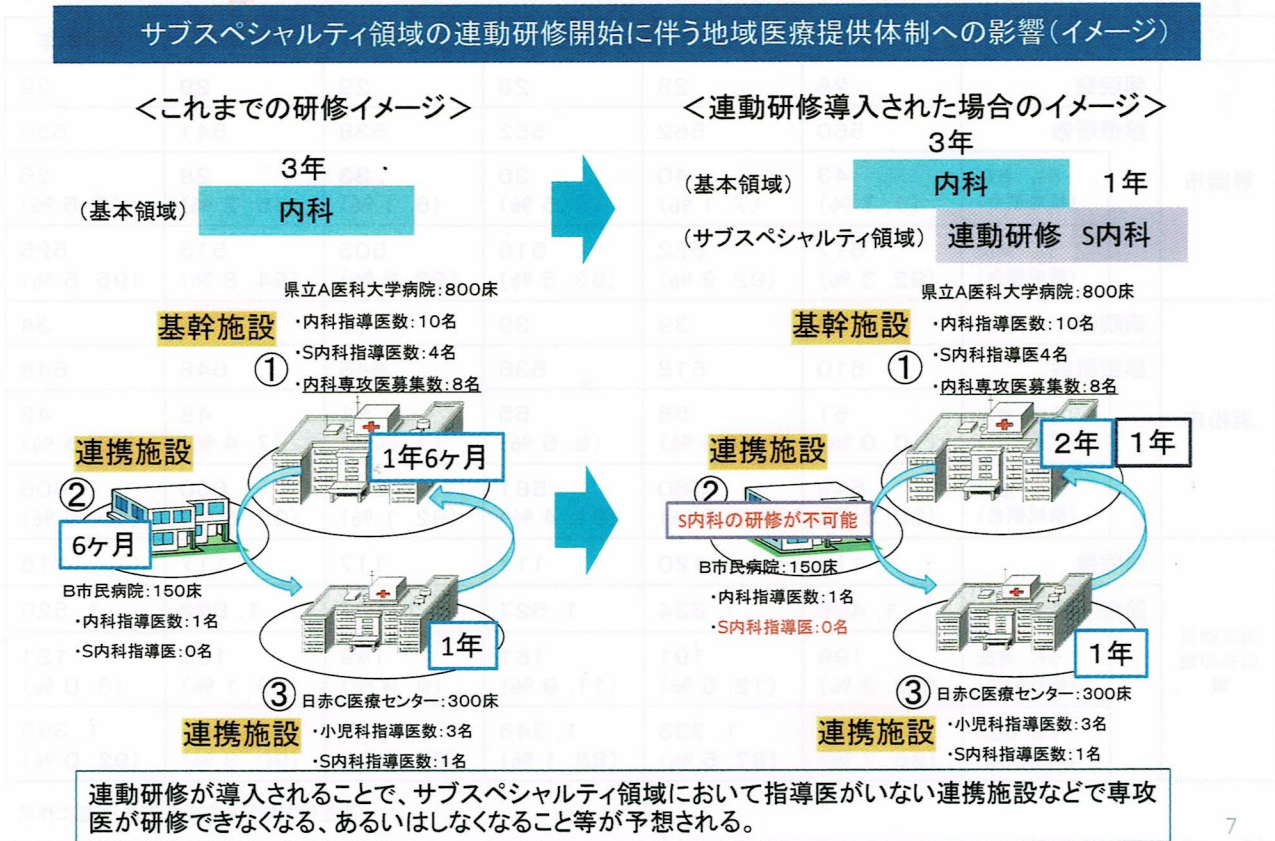 サブスペシャルティ領域の連動研修開始に伴う地域医療提供体制への影響(イメージ)
<これまでの研修イメージ>
3年
(基本領域)
内科
県立A医科大学病院:800床
基幹施設
・内科指導医数:10名
①
・S内科指導医数:4名
・内科専攻医募集数:8名
連携施設
1年6ヶ月
②
6ヶ月
B市民病院:150床
・内科指導医数:1名
・S内科指導医:0名
1年
③
日赤C医療センター:300床
連携施設
・小児科指導医数:3名
・S内科指導医数:1名
<連動研修導入された場合のイメージ>
3年
(基本領域)
内科
1年
(サブスペシャルティ領域)
連動研修
S内科
県立A医科大学病院:800床
基幹施設
・内科指導医数:10名
①
・S内科指導医4名
・内科専攻医募集数:8名
連携施設
2年
1年
②
S内科の研修が不可能
B市民病院:150床
・内科指導医数:1名
・S内科指導医:0名
1年
③
日赤C医療センター:300床
連携施設
・小児科指導医数:3名
・S内科指導医数:1名
連動研修が導入されることで、サブスペシャルティ領域において指導医がいない連携施設などで専攻
医が研修できなくなる、あるいはしなくなること等が予想される。
7